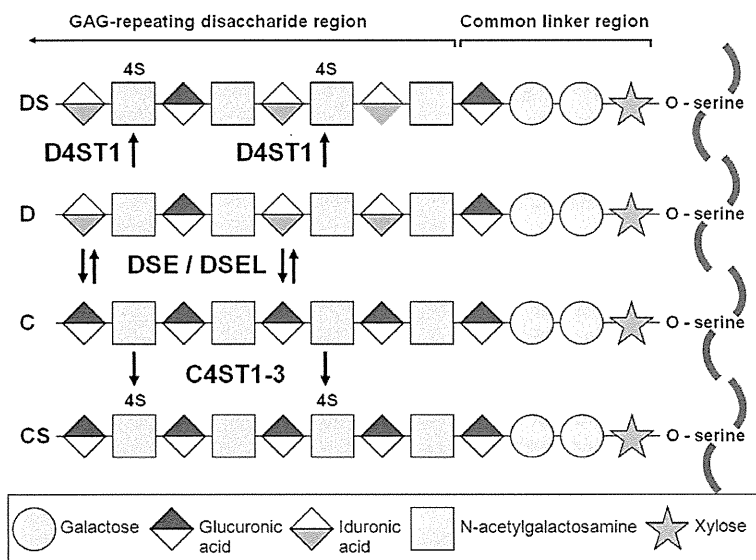 GAG-repeating disaccharide region Common linker region
4S 4S
DS O - serine
D4ST1 D4ST1
D O - serine
DSE / DSEL
C O - serine
C4ST1-3
4S 4S
CS O - serine
Galactose Glucuronic acid Iduronic acid N-acetylgalactosamine Xylose